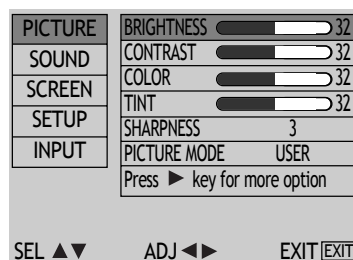 PICTURE
SOUND
SCREEN
SETUP
INPUT
BRIGHTNESS 32
CONTRAST 32
COLOR 32
TINT 32
SHARPNESS 3
PICTURE MODE USER
Press ► key for more option
SEL ▲▼ ADJ ◄► EXIT EXIT